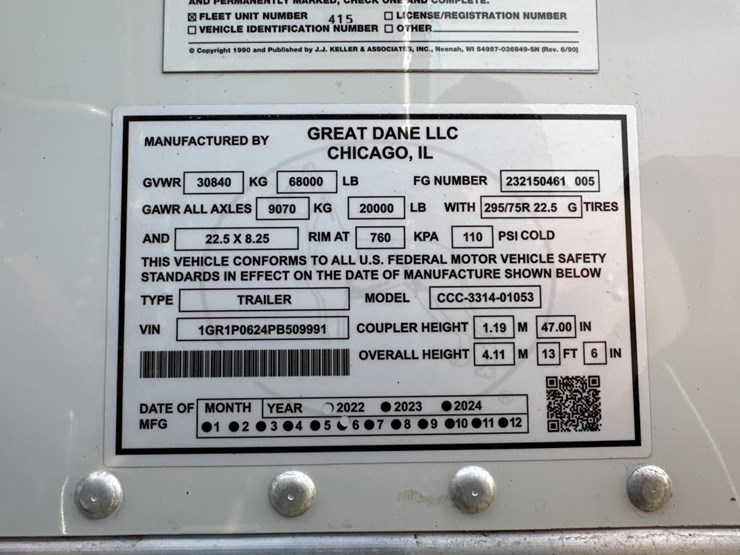 AND PERMANENTLY MARKED, CHECK ONE AND COMPLETE.
☒ FLEET UNIT NUMBER 415 ☐ LICENSE/REGISTRATION NUMBER
☐ VEHICLE IDENTIFICATION NUMBER ☐ OTHER
© Copyright 1990 and Published by J.J. KELLER & ASSOCIATES, INC., Neenah, WI 54957-0368 49-SN (Rev. 6/90)
MANUFACTURED BY GREAT DANE LLC
CHICAGO, IL
GVWR 30840 KG 68000 LB FG NUMBER 232150461 005
GAWR ALL AXLES 9070 KG 20000 LB WITH 295/75R 22.5 G TIRES
AND 22.5 X 8.25 RIM AT 760 KPA 110 PSI COLD
THIS VEHICLE CONFORMS TO ALL U.S. FEDERAL MOTOR VEHICLE SAFETY
STANDARDS IN EFFECT ON THE DATE OF MANUFACTURE SHOWN BELOW
TYPE TRAILER MODEL CCC-3314-01053
VIN 1GR1P0624PB509991 COUPLER HEIGHT 1.19 M 47.00 IN
OVERALL HEIGHT 4.11 M 13 FT 6 IN
DATE OF MFG MONTH YEAR 2022 ●2023 ●2024
●1 ●2 ●3 ●4 ●5 6 ●7 ●8 ●9 ●10 ●11 ●12